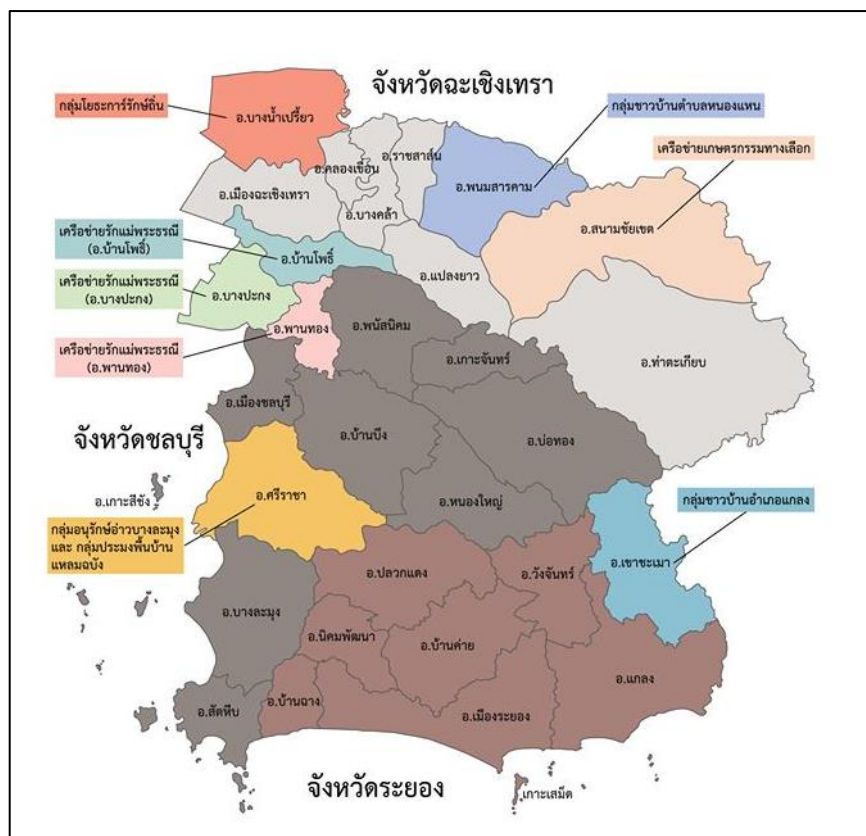 จังหวัดฉะเชิงเทรา
กลุ่มโยธะการ์รักษ์ถิ่น
อ.บางน้ำเปรี้ยว
กลุ่มชาวบ้านตำบลหนองแหน
เครือข่ายเกษตรกรรมทางเลือก
อ.ราชสาส์น
อ.คลองเขื่อน
อ.เมืองฉะเชิงเทรา
อ.พนมสารคาม
อ.บางคล้า
อ.สนามชัยเขต
เครือข่ายรักแม่พระธรณี
(อ.บ้านโพธิ์)
อ.บ้านโพธิ์
อ.แปลงยาว
เครือข่ายรักแม่พระธรณี
(อ.บางปะกง)
อ.บางปะกง
เครือข่ายรักแม่พระธรณี
(อ.พานทอง)
อ.พานทอง
อ.พนัสนิคม
อ.เกาะจันทร์
อ.ท่าตะเกียบ
อ.เมืองชลบุรี
จังหวัดชลบุรี
อ.บ้านบึง
อ.บ่อทอง
อ.เกาะสีชัง
อ.ศรีราชา
อ.หนองใหญ่
กลุ่มชาวบ้านอำเภอแกลง
กลุ่มอนุรักษ์อ่าวบางละมุง
และ กลุ่มประมงพื้นบ้าน
แหลมฉบัง
อ.เขาชะเมา
อ.ปลวกแดง
อ.วังจันทร์
อ.บางละมุง
อ.นิคมพัฒนา
อ.บ้านค่าย
อ.แกลง
อ.บ้านฉาง
อ.สัตหีบ
อ.เมืองระยอง
จังหวัดระยอง
เกาะเสม็ด